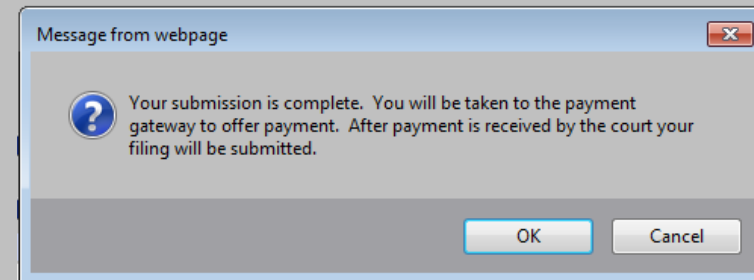 Message from webpage
Your submission is complete.  You will be taken to the payment
gateway to offer payment.  After payment is received by the court your
filing will be submitted.
OK
Cancel